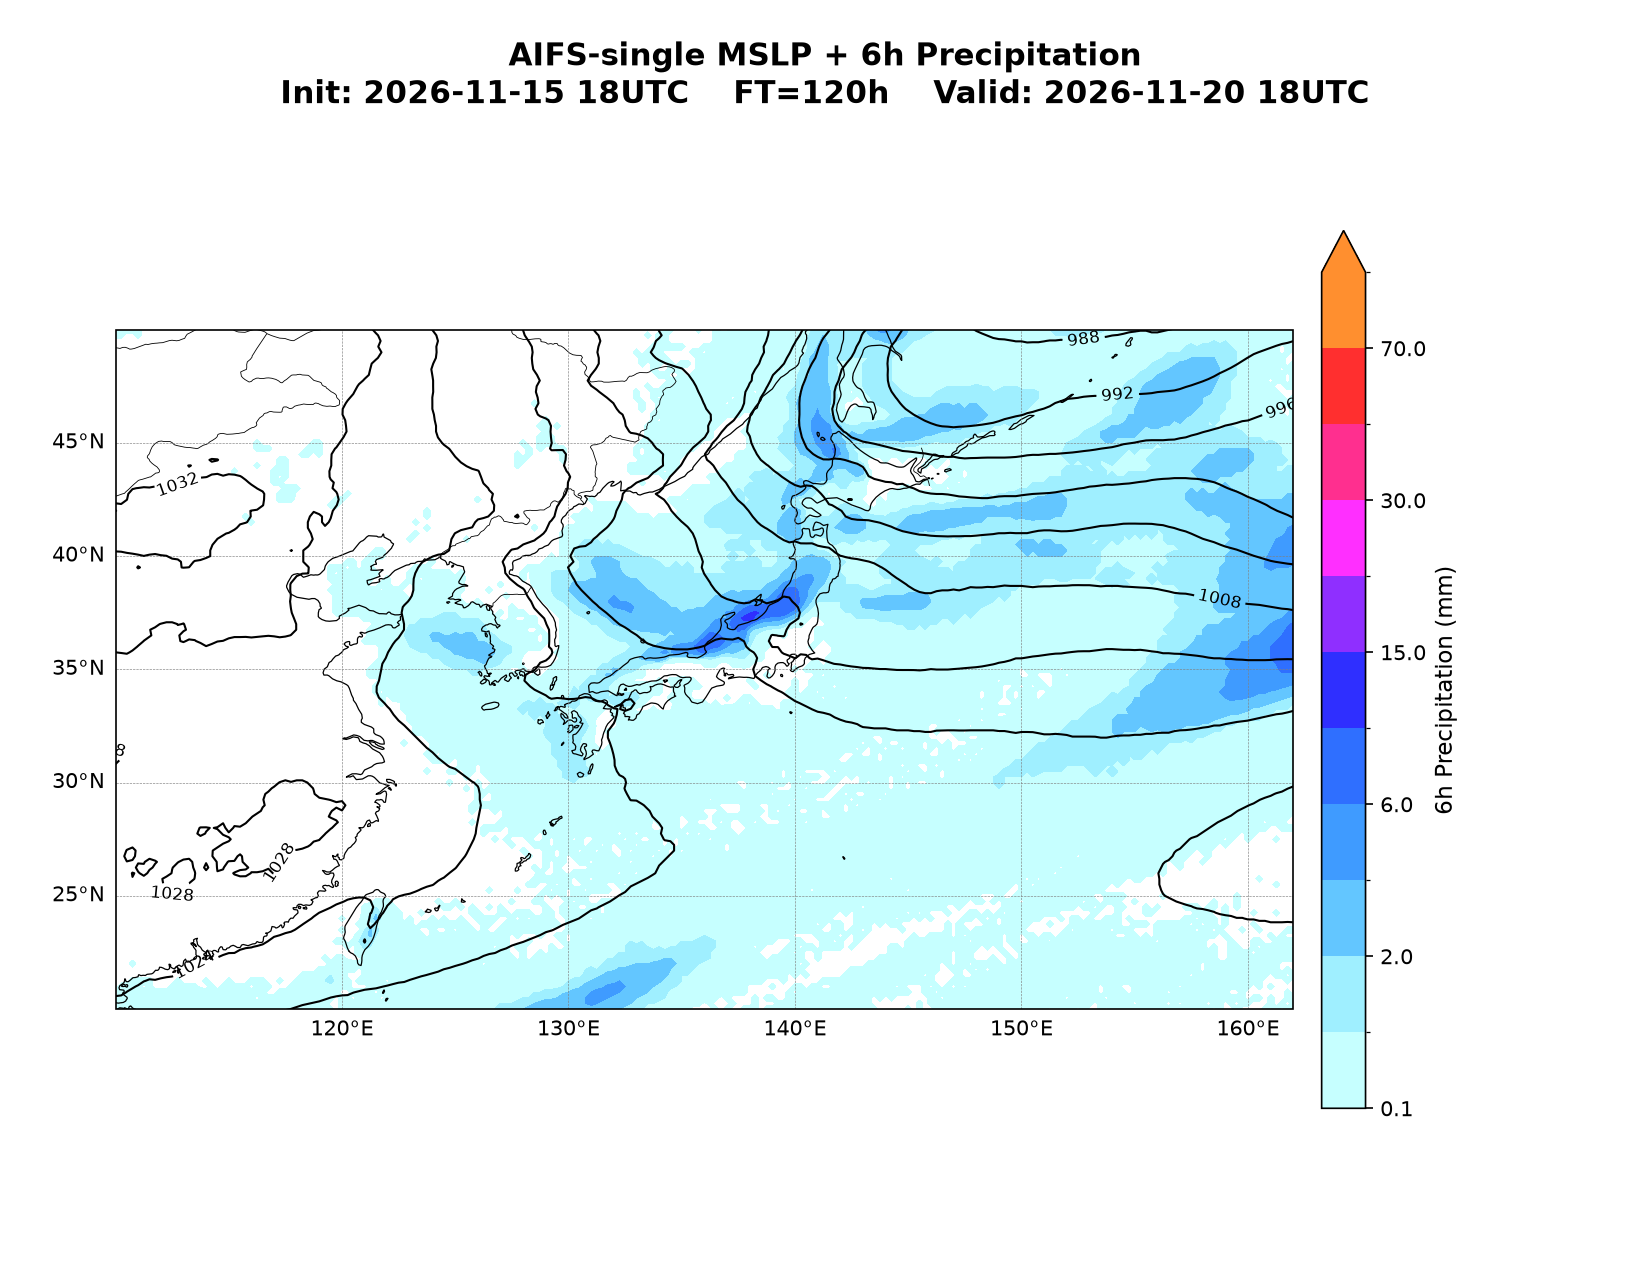 AIFS-single MSLP + 6h Precipitation
Init: 2026-11-15 18UTC    FT=120h    Valid: 2026-11-20 18UTC
988
992
996
1032
1008
1028
1028
1024
8
45°N
40°N
35°N
30°N
25°N
120°E
130°E
140°E
150°E
160°E
70.0
30.0
15.0
6.0
2.0
0.1
6h Precipitation (mm)